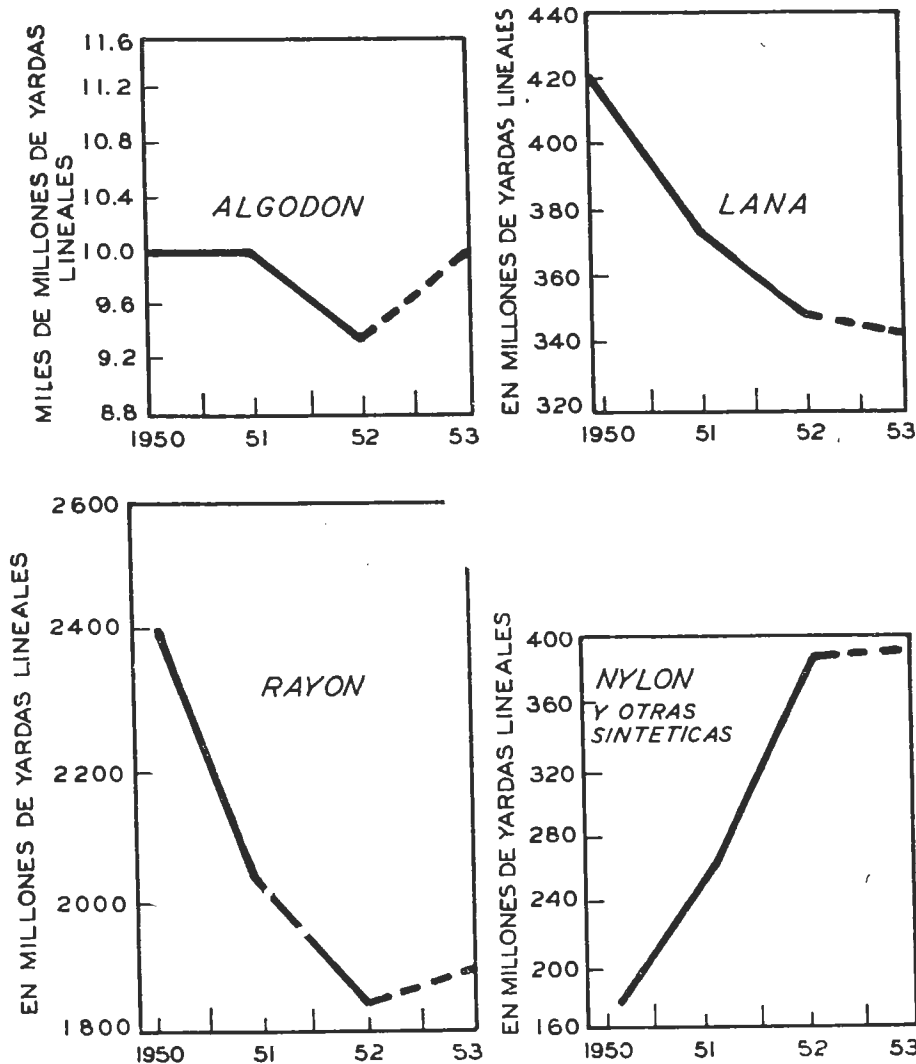 MILES DE MILLONES DE YARDAS
LINEALES
11.6
11.2
10.8
10.4
10.0
9.6
9.2
8.8
ALGODON
1950 51 52 53
EN MILLONES DE YARDAS LINEALES
440
420
400
380
360
340
320
LANA
1950 51 52 53
EN MILLONES DE YARDAS LINEALES
2600
2400
2200
2000
1800
RAYON
1950 51 52 53
EN MILLONES DE YARDAS LINEALES
400
360
320
280
240
200
160
NYLON
Y OTRAS
SINTETICAS
1950 51 52 53